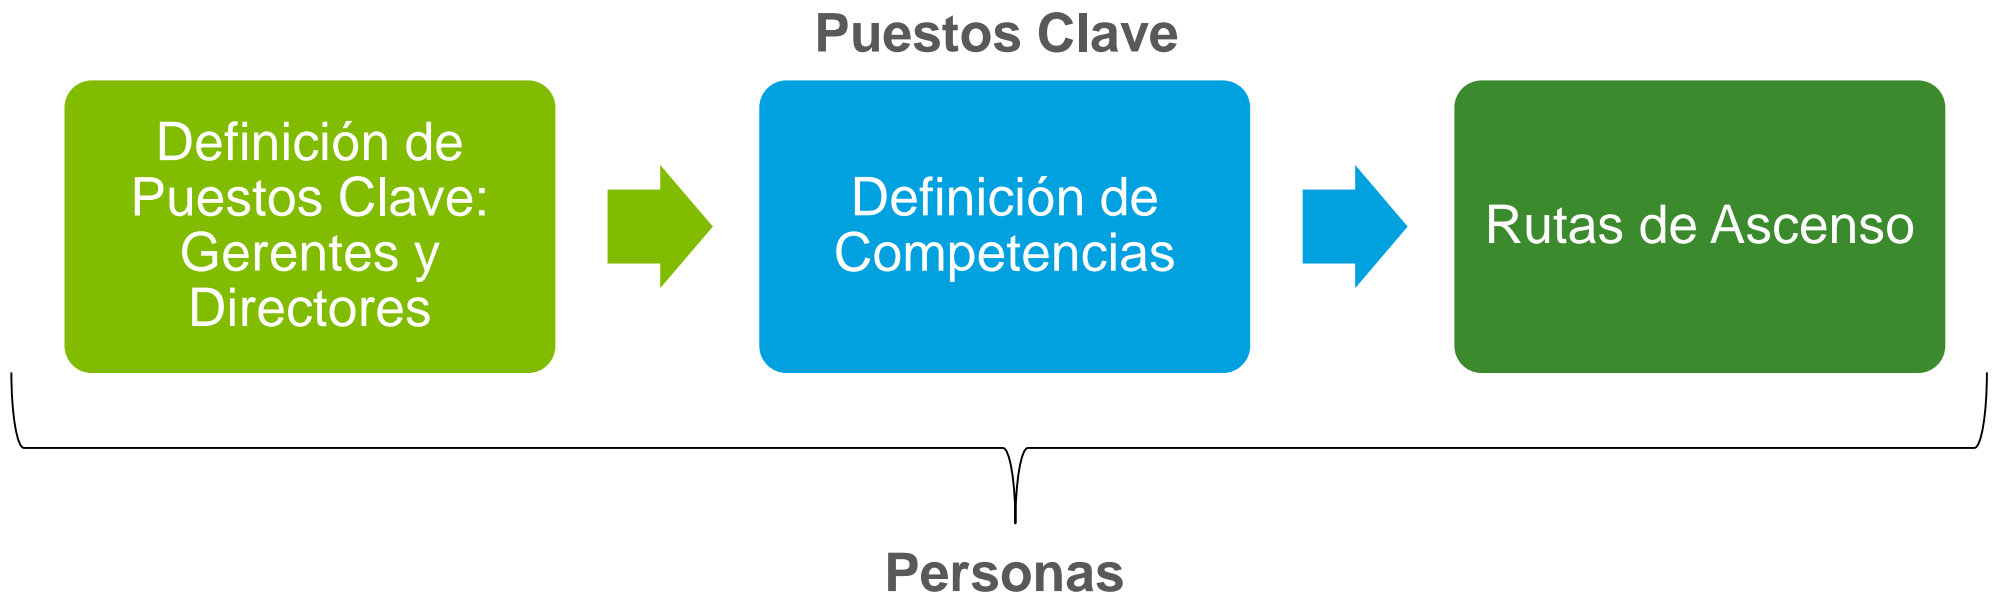 Puestos Clave
Definición de
Puestos Clave:
Gerentes y
Directores
Definición de
Competencias
Rutas de Ascenso
Personas